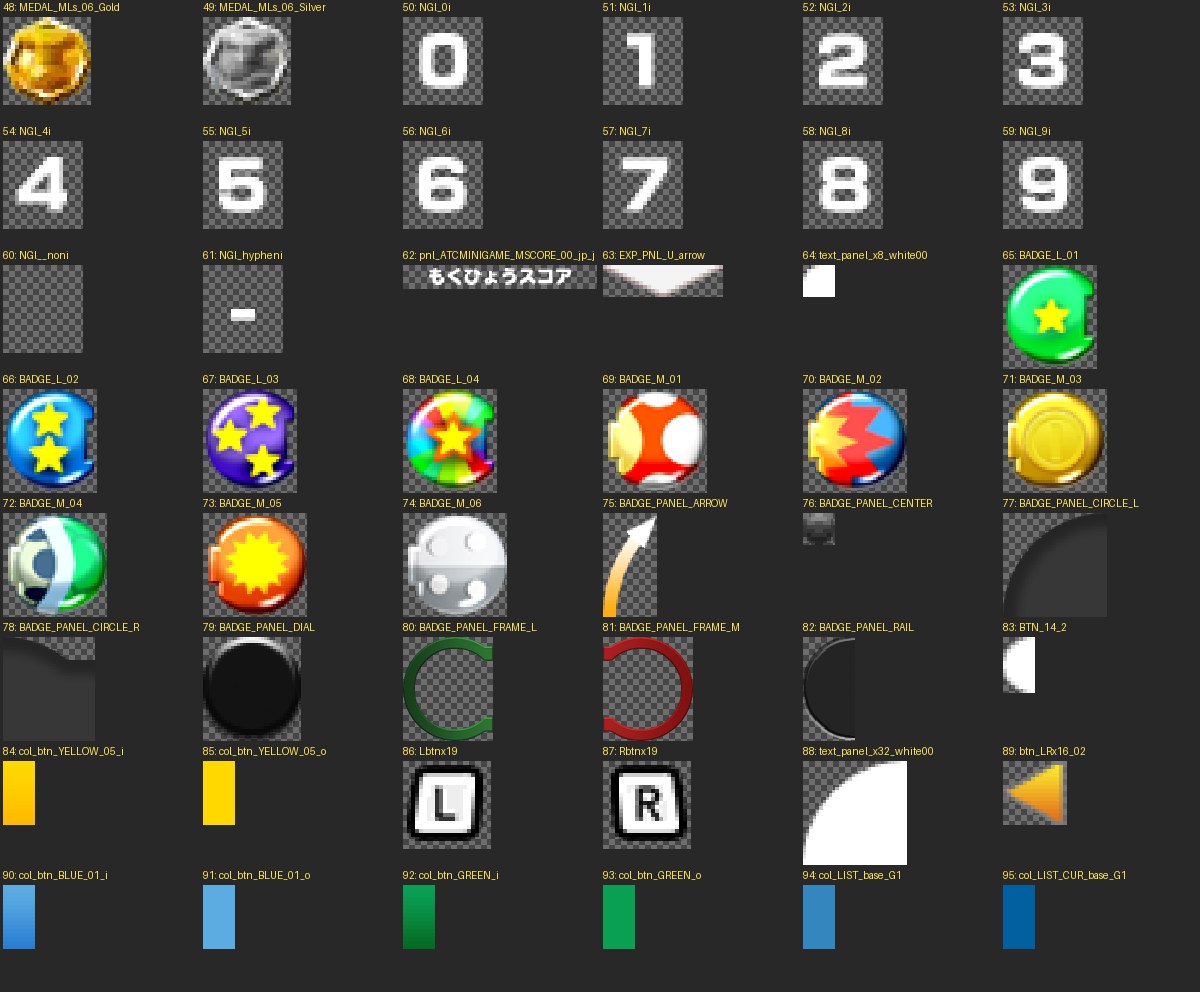 48: MEDAL_MLs_06_Gold
49: MEDAL_MLs_06_Silver
50: NGI_0i
51: NGI_1i
52: NGI_2i
53: NGI_3i
0
1
2
3
54: NGI_4i
55: NGI_5i
56: NGI_6i
57: NGI_7i
58: NGI_8i
59: NGI_9i
4
5
6
7
8
9
60: NGI__noni
61: NGI_hypheni
62: pnl_ATCMINIGAME_MSCORE_00_jp_j
63: EXP_PNL_U_arrow
64: text_panel_x8_white00
65: BADGE_L_01
もくひょうスコア
-
66: BADGE_L_02
67: BADGE_L_03
68: BADGE_L_04
69: BADGE_M_01
70: BADGE_M_02
71: BADGE_M_03
72: BADGE_M_04
73: BADGE_M_05
74: BADGE_M_06
75: BADGE_PANEL_ARROW
76: BADGE_PANEL_CENTER
77: BADGE_PANEL_CIRCLE_L
78: BADGE_PANEL_CIRCLE_R
79: BADGE_PANEL_DIAL
80: BADGE_PANEL_FRAME_L
81: BADGE_PANEL_FRAME_M
82: BADGE_PANEL_RAIL
83: BTN_14_2
84: col_btn_YELLOW_05_i
85: col_btn_YELLOW_05_o
86: Lbtnx19
87: Rbtnx19
88: text_panel_x32_white00
89: btn_LRx16_02
L
R
90: col_btn_BLUE_01_i
91: col_btn_BLUE_01_o
92: col_btn_GREEN_i
93: col_btn_GREEN_o
94: col_LIST_base_G1
95: col_LIST_CUR_base_G1